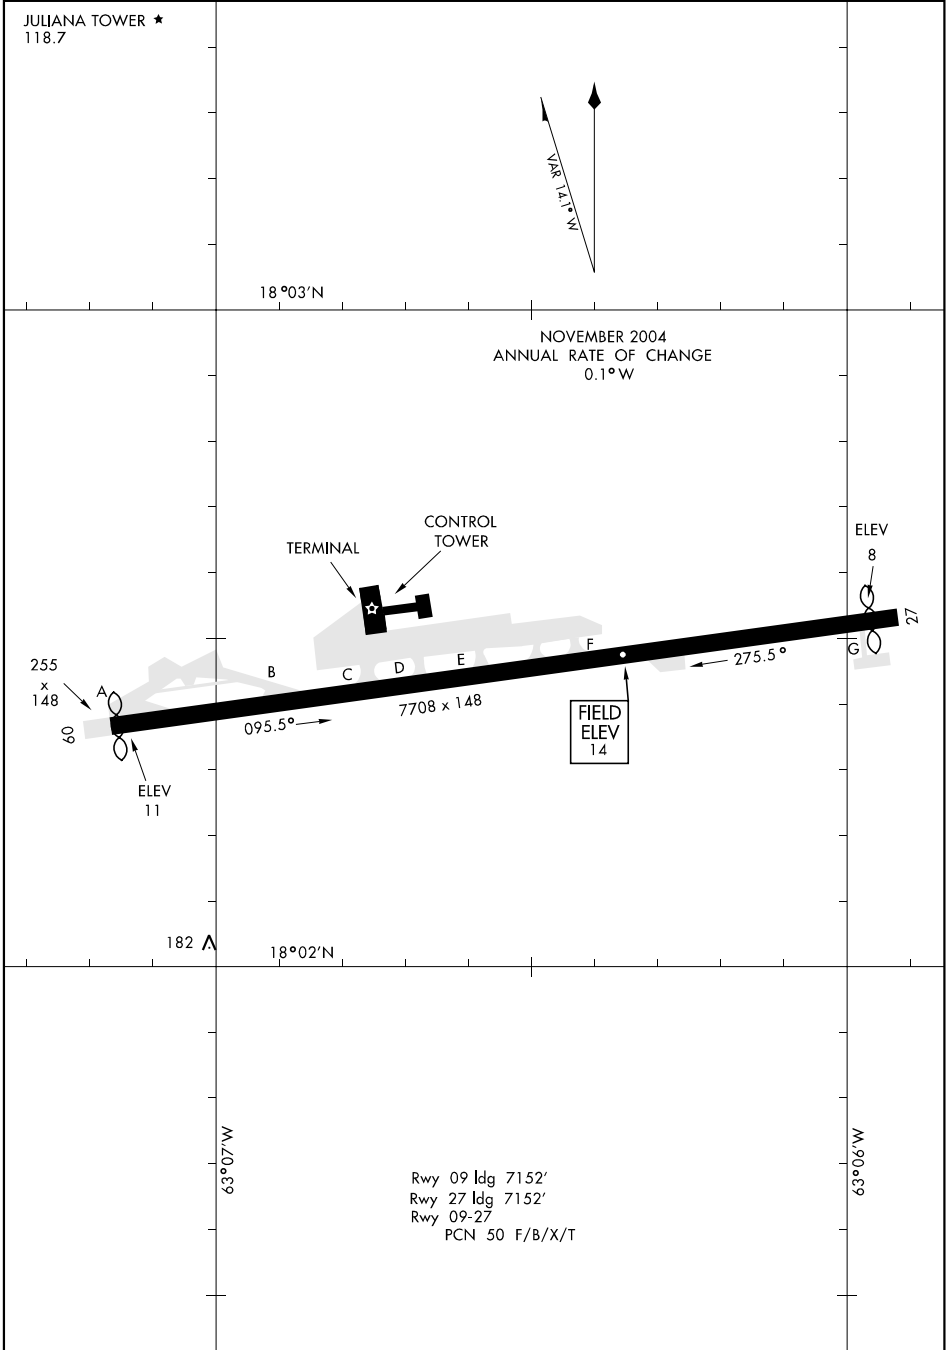 JULIANA TOWER ★
118.7
VAR 14.1° W
18°03'N
NOVEMBER 2004
ANNUAL RATE OF CHANGE
0.1° W
TERMINAL
CONTROL
TOWER
ELEV
8
27
255
x
148
A
B
C
D
E
F
G
09
095.5°
7708 x 148
275.5°
FIELD
ELEV
14
ELEV
11
182
18°02'N
63°07'W
63°06'W
Rwy 09 ldg 7152'
Rwy 27 ldg 7152'
Rwy 09-27
PCN 50 F/B/X/T